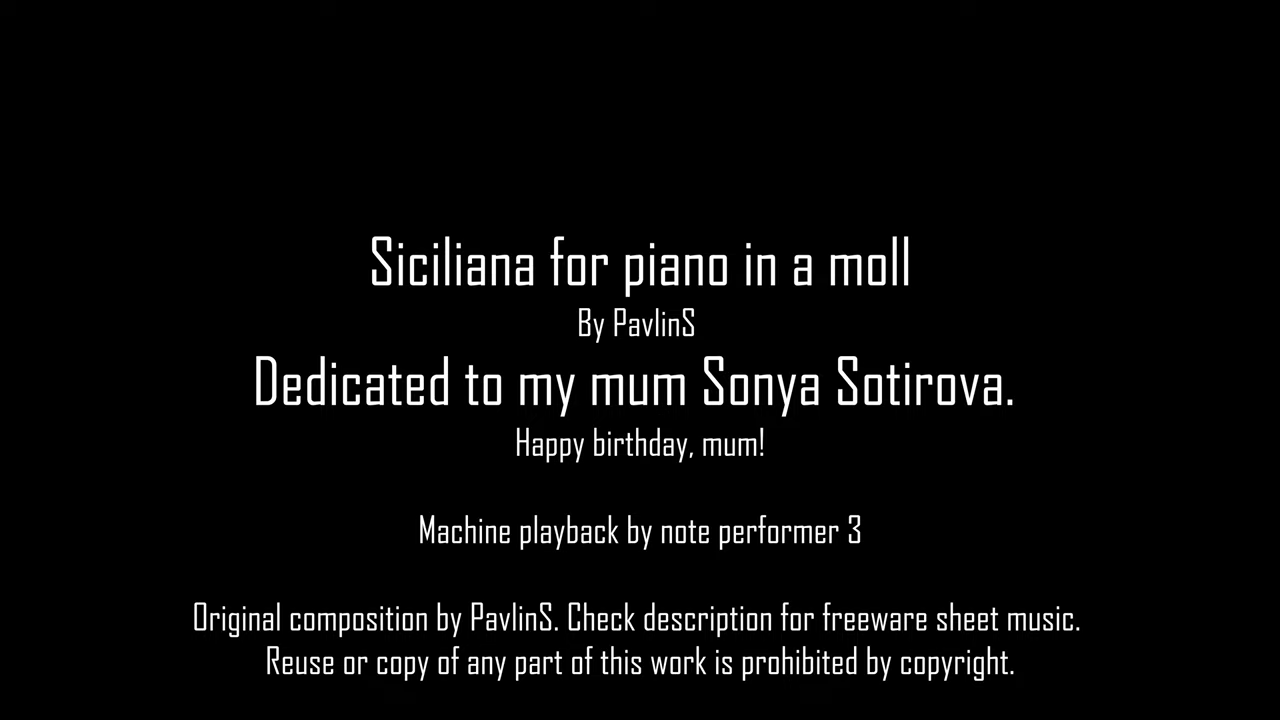 Siciliana for piano in a moll
By PavlinS
Dedicated to my mum Sonya Sotirova.
Happy birthday, mum!
Machine playback by note performer 3
Original composition by PavlinS. Check description for freeware sheet music.
Reuse or copy of any part of this work is prohibited by copyright.